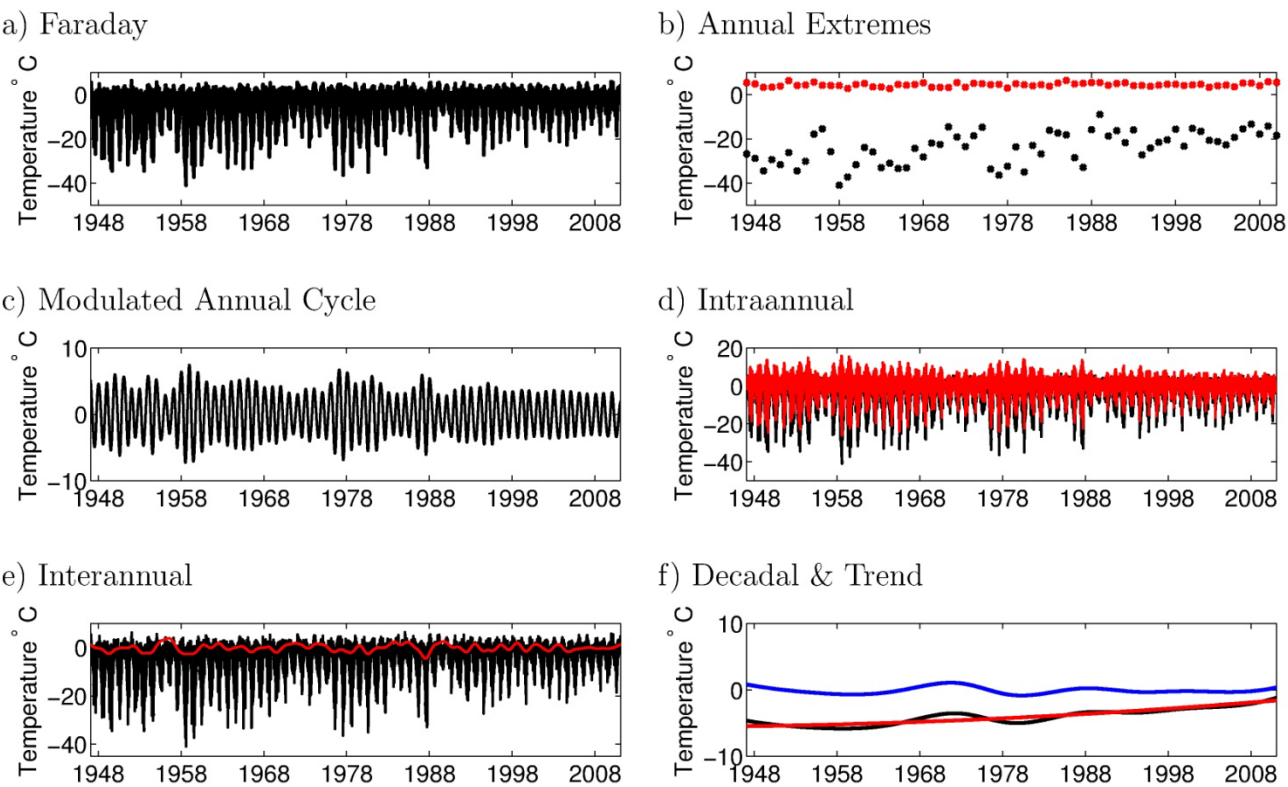 a) Faraday
Temperature ° C
0
−20
−40
1948 1958 1968 1978 1988 1998 2008
b) Annual Extremes
Temperature ° C
0
−20
−40
1948 1958 1968 1978 1988 1998 2008
c) Modulated Annual Cycle
Temperature ° C
10
0
−10
1948 1958 1968 1978 1988 1998 2008
d) Intraannual
Temperature ° C
20
0
−20
−40
1948 1958 1968 1978 1988 1998 2008
e) Interannual
Temperature ° C
0
−20
−40
1948 1958 1968 1978 1988 1998 2008
f) Decadal & Trend
Temperature ° C
10
0
−10
1948 1958 1968 1978 1988 1998 2008